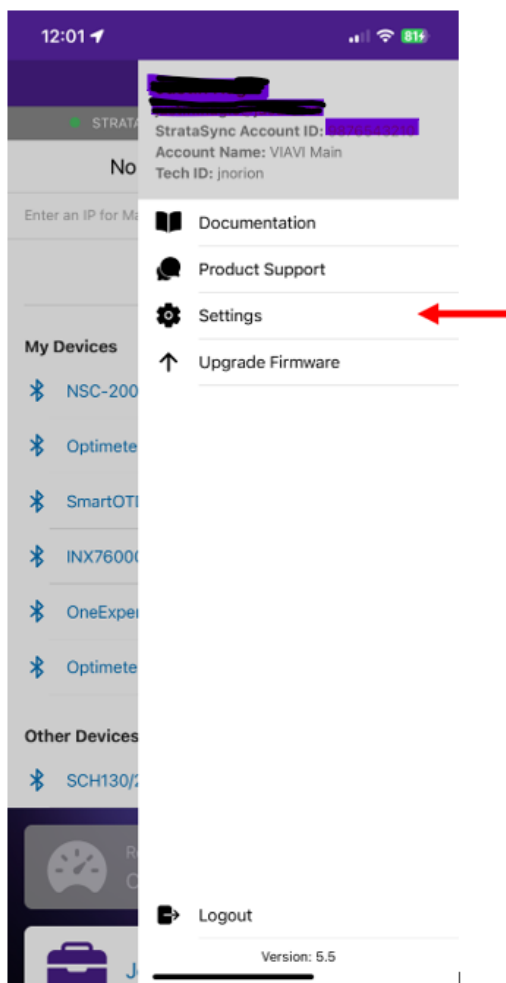 12:01
81
STRATA
StrataSync Account ID:
Account Name: VIAVI Main
No
Tech ID: jnorion
Enter an IP for Ma
Documentation
Product Support
Settings
My Devices
Upgrade Firmware
NSC-200
Optimete
SmartOTD
INX76000
OneExper
Optimete
Other Devices
SCH130/2
Logout
Version: 5.5